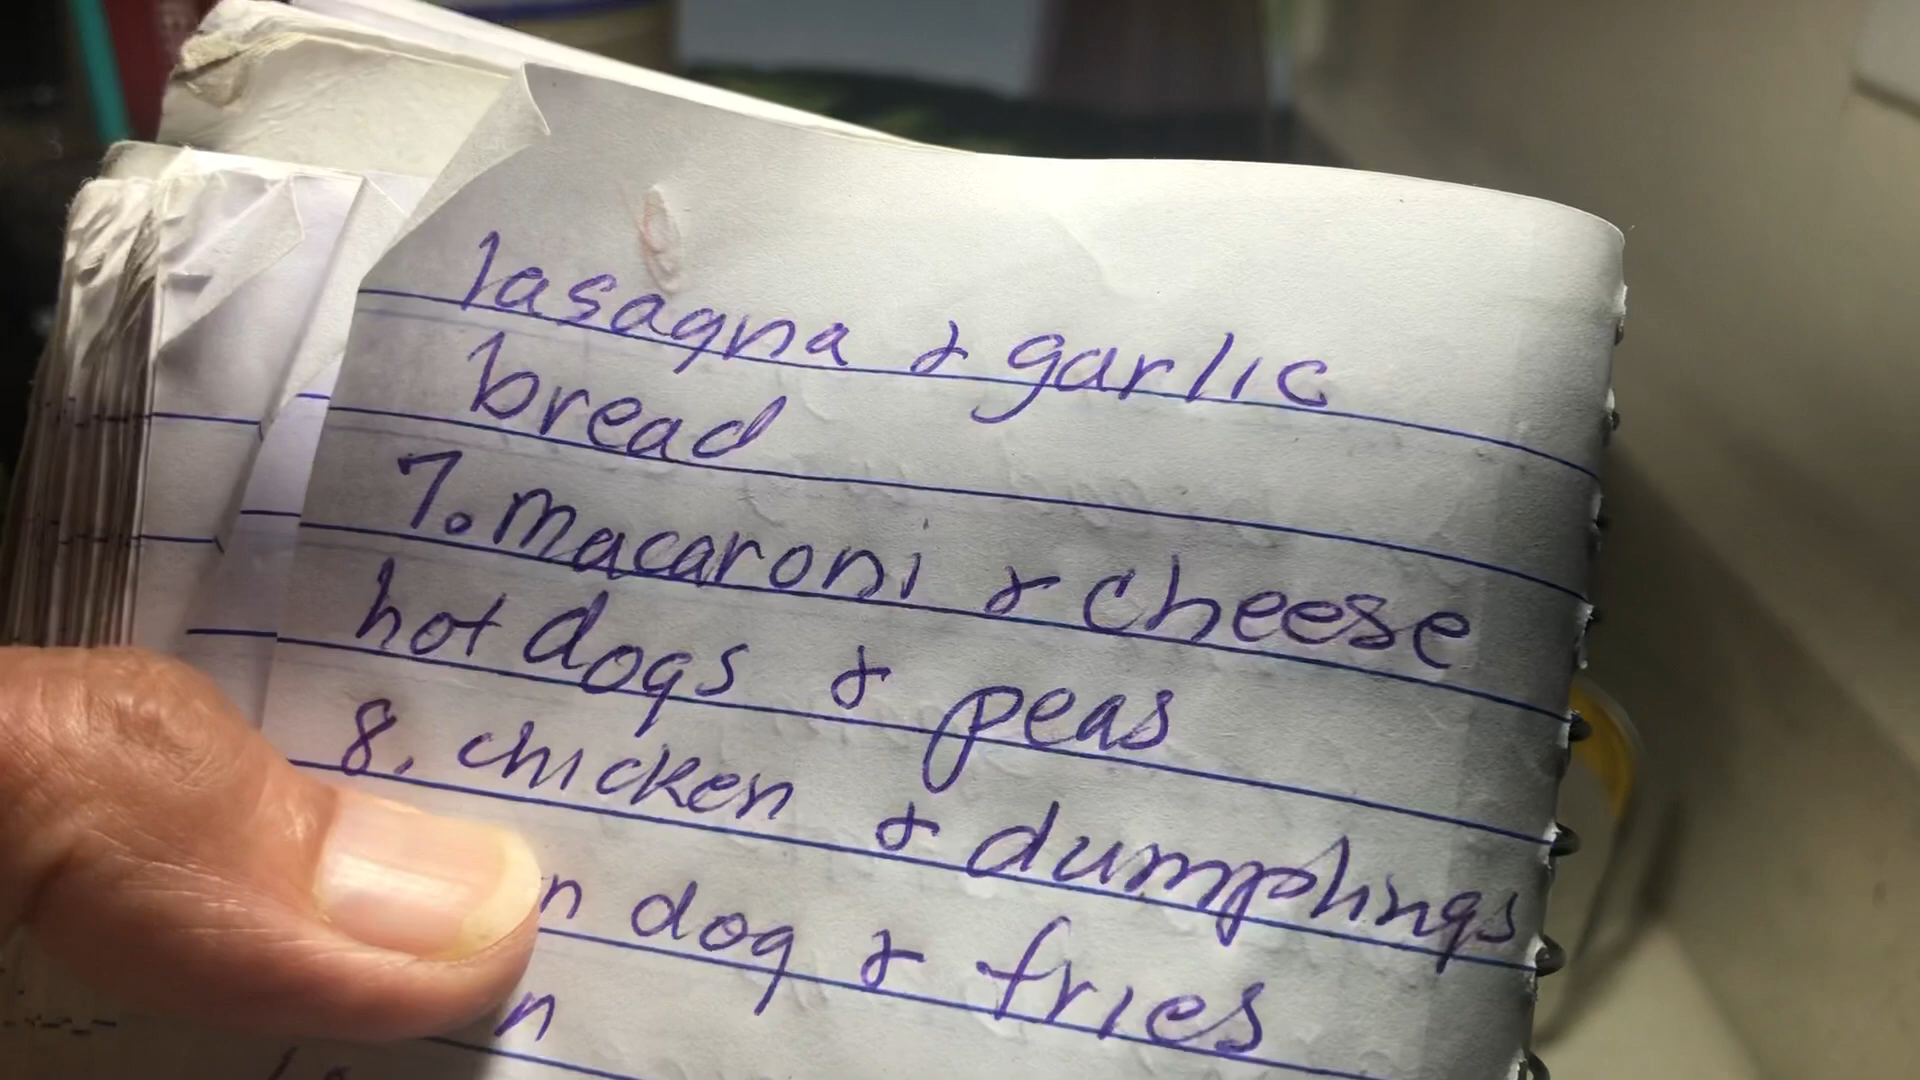 lasagna & garlic
bread
7. macaroni & cheese
hot dogs & peas
8. chicken & dumplings
n dog & fries
n